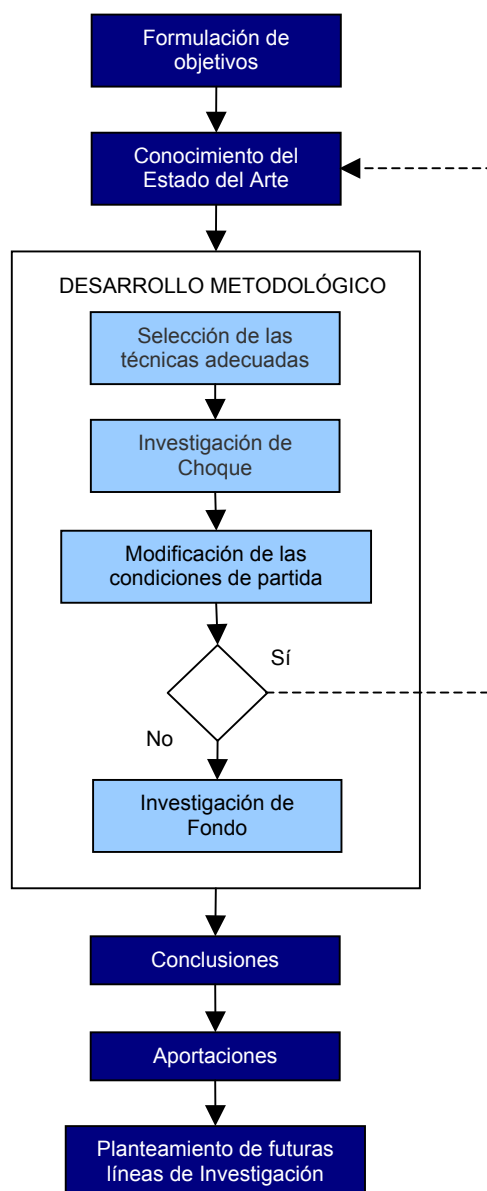 Formulación de
objetivos
Conocimiento del
Estado del Arte
DESARROLLO METODOLÓGICO
Selección de las
técnicas adecuadas
Investigación de
Choque
Modificación de las
condiciones de partida
Sí
No
Investigación de
Fondo
Conclusiones
Aportaciones
Planteamiento de futuras
líneas de Investigación